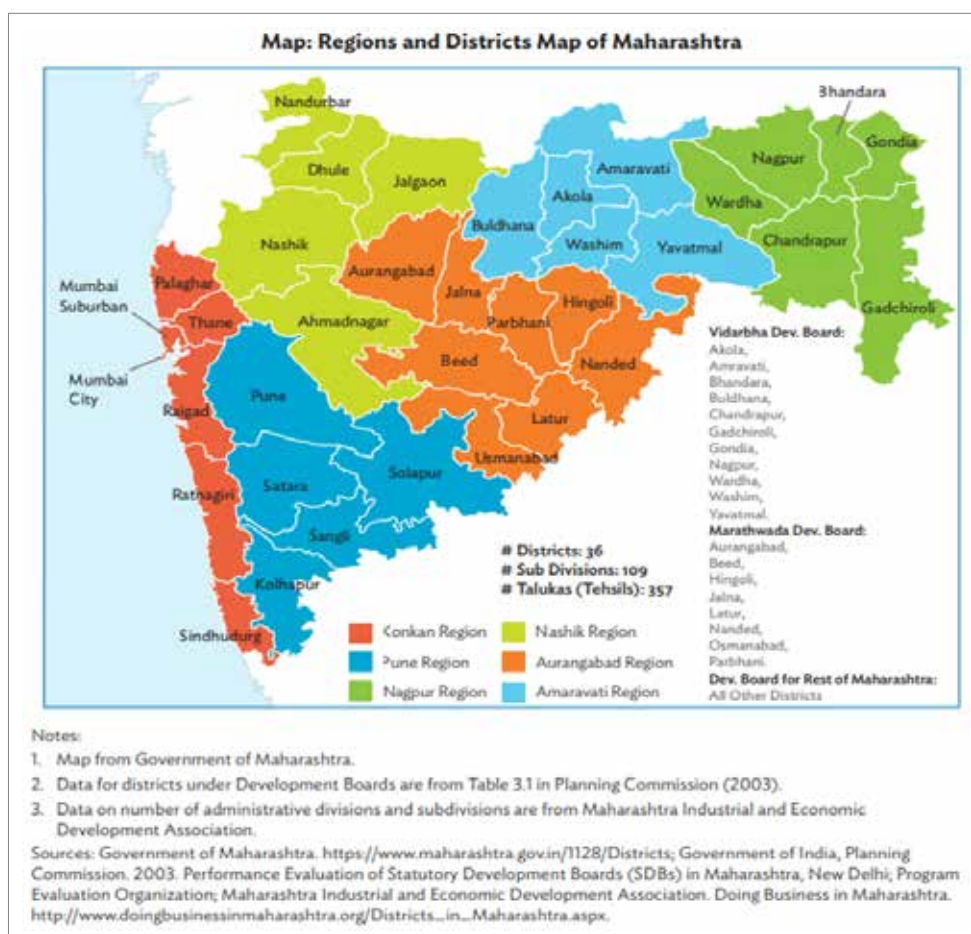 Map: Regions and Districts Map of Maharashtra
Bhandara
Nandurbar
Gondia
Nagpur
Dhule
Amaravati
Jalgaon
Akola
Wardha
Buldhana
Nashik
Washim
Yavatmal
Chandrapur
Aurangabad
Palaghar
Mumbai
Suburban
Jalna
Hingoli
Gadchiroli
Thane
Ahmadnagar
Parbhani
Beed
Nanded
Mumbai
City
Pune
Raigad
Latur
Usmanabad
Solapur
Satara
Ratnagiri
Sangli
Kolhapur
Sindhudurg
Vidarbha Dev. Board:
Akola,
Amravati,
Bhandara,
Buldhana,
Chandrapur,
Gadchiroli,
Gondia,
Nagpur,
Wardha,
Washim,
Yavatmal.
Marathwada Dev. Board:
Aurangabad,
Beed,
Hingoli,
Jalna,
Latur,
Nanded,
Osmanabad,
Parbhani.
Dev. Board for Rest of Maharashtra:
All Other Districts
# Districts: 36
# Sub Divisions: 109
# Talukas (Tehsils): 357
Konkan Region
Nashik Region
Pune Region
Aurangabad Region
Nagpur Region
Amaravati Region
Notes:
1. Map from Government of Maharashtra.
2. Data for districts under Development Boards are from Table 3.1 in Planning Commission (2003).
3. Data on number of administrative divisions and subdivisions are from Maharashtra Industrial and Economic
Development Association.
Sources: Government of Maharashtra. https://www.maharashtra.gov.in/1128/Districts; Government of India, Planning
Commission. 2003. Performance Evaluation of Statutory Development Boards (SDBs) in Maharashtra, New Delhi; Program
Evaluation Organization; Maharashtra Industrial and Economic Development Association. Doing Business in Maharashtra.
http://www.doingbusinessinmaharashtra.org/Districts_in_Maharashtra.aspx.